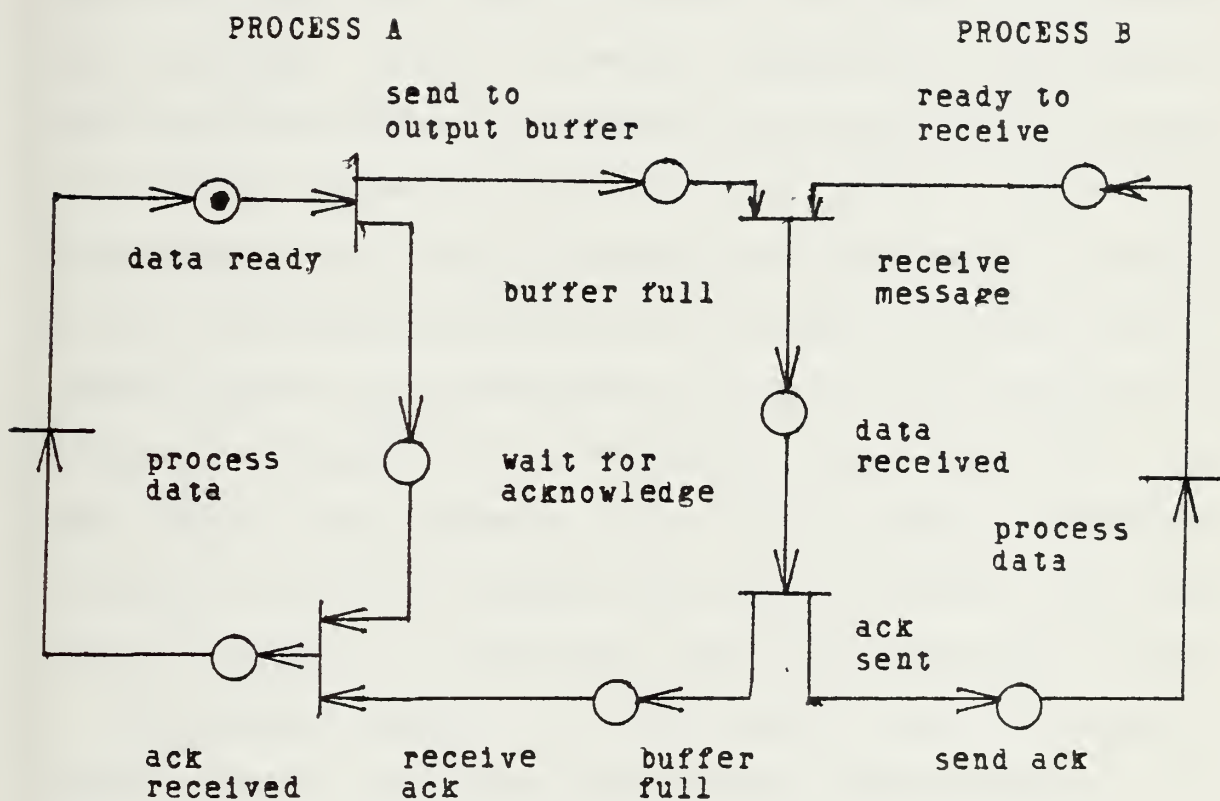 PROCESS A
PROCESS B
send to
output buffer
ready to
receive
data ready
buffer full
receive
message
process
data
wait for
acknowledge
data
received
process
data
ack
sent
ack
received
receive
ack
buffer
full
send ack